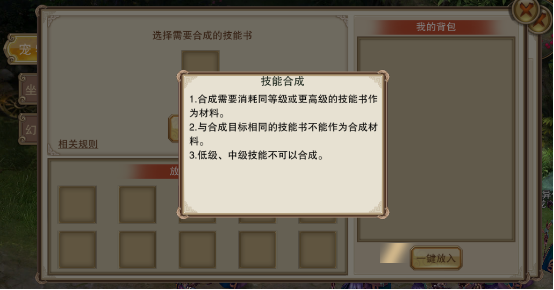 选择需要合成的技能书
我的背包
宠
坐
幻
技能合成
1.合成需要消耗同等级或更高级的技能书作
为材料。
2.与合成目标相同的技能书不能作为合成材
料。
3.低级、中级技能不可以合成。
相关规则
放
一键放入